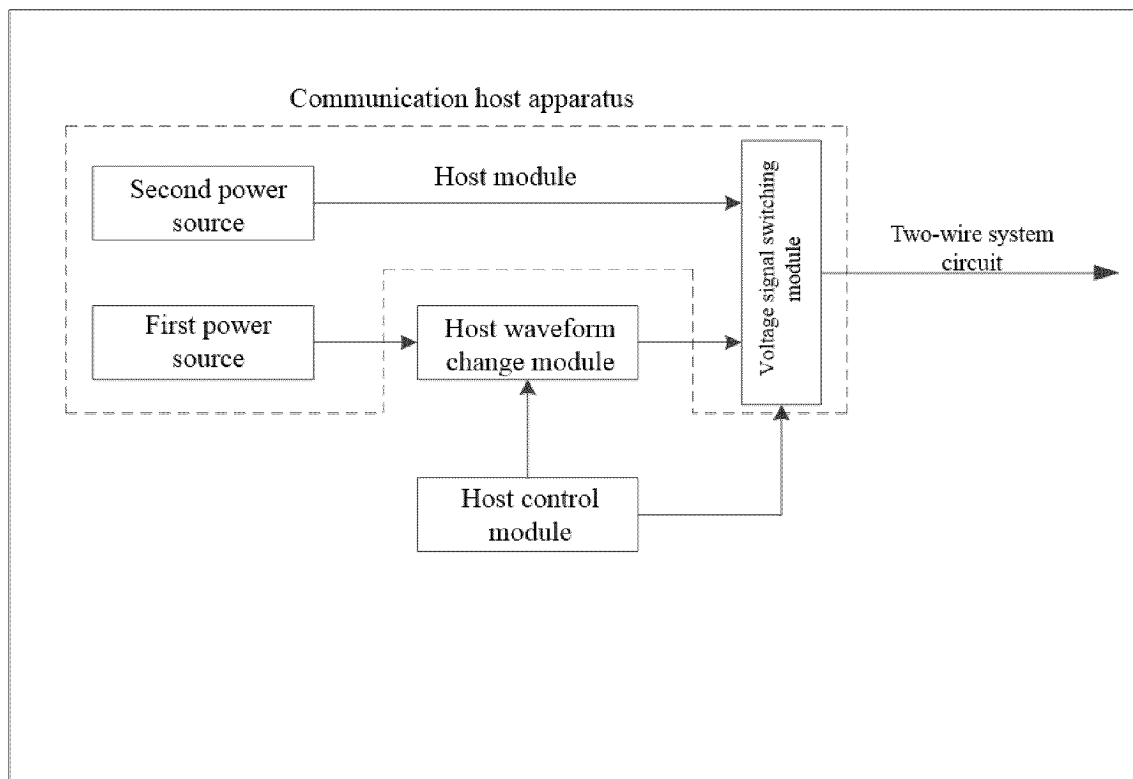 Communication host apparatus
Second power
source
Host module
Voltage signal switching
module
Two-wire system
circuit
First power
source
Host waveform
change module
Host control
module